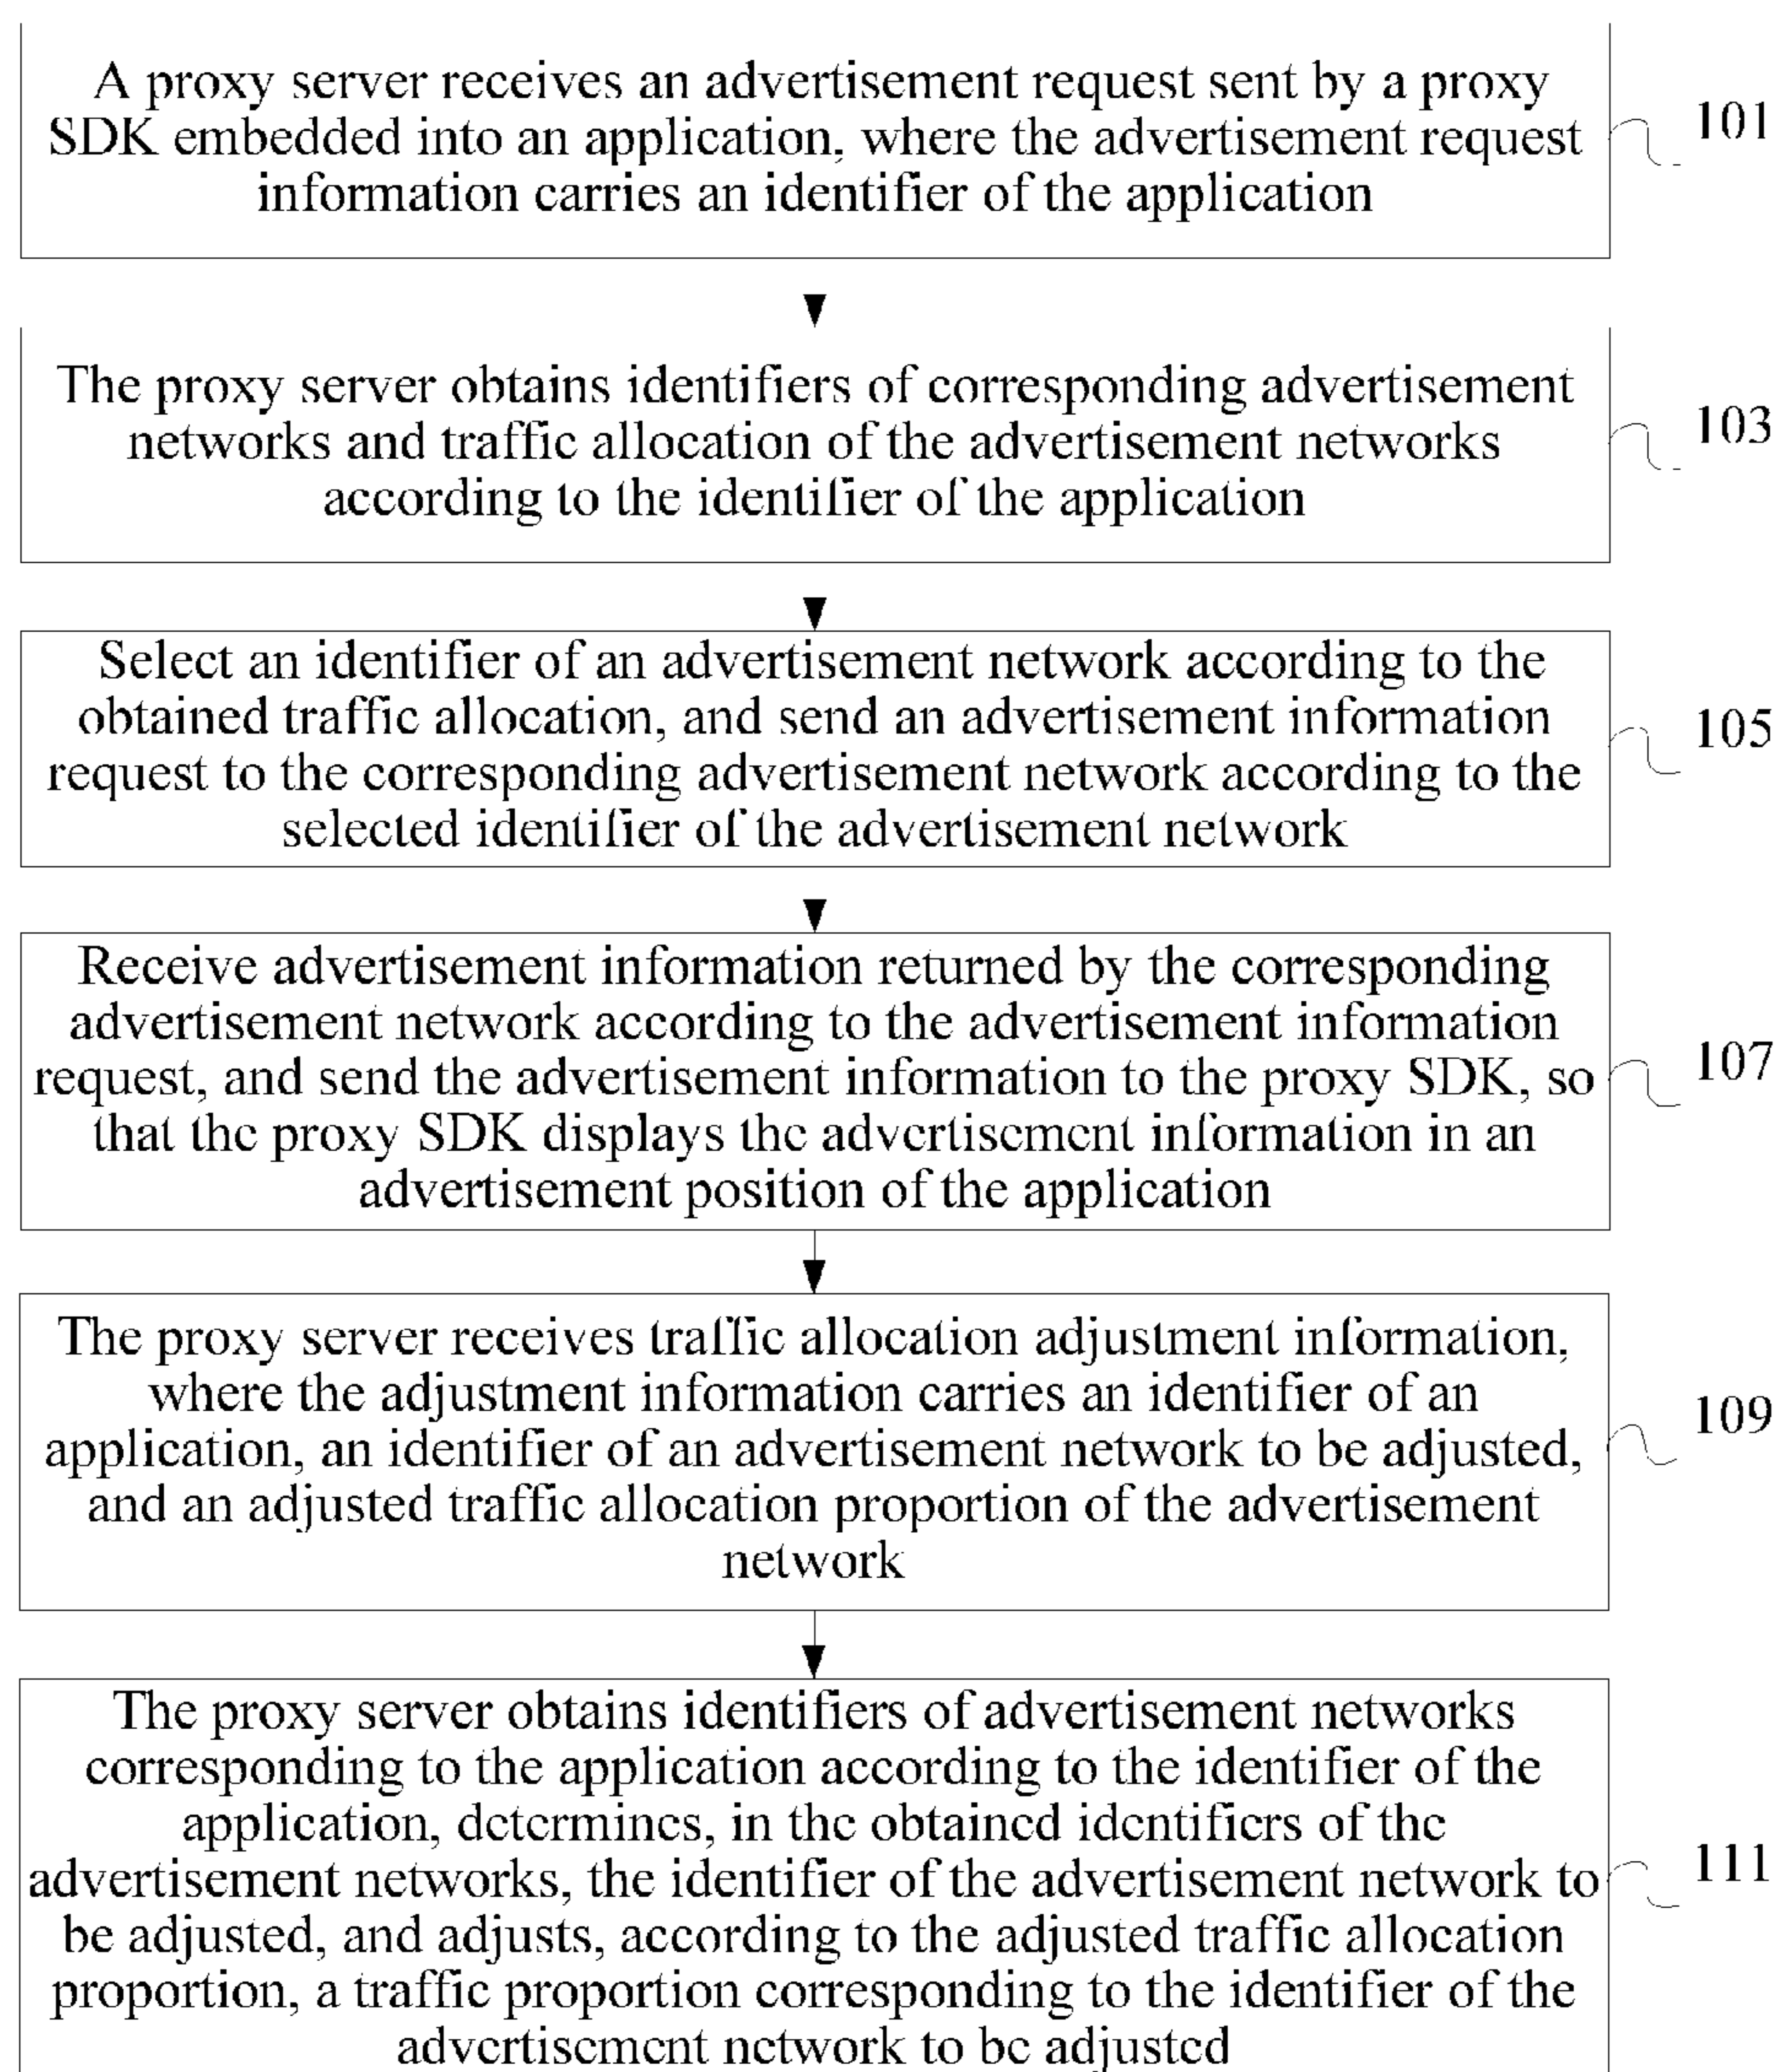 A proxy server receives an advertisement request sent by a proxy
SDK embedded into an application, where the advertisement request
information carries an identifier of the application
101
The proxy server obtains identifiers of corresponding advertisement
networks and traffic allocation of the advertisement networks
according to the identifier of the application
103
Select an identifier of an advertisement network according to the
obtained traffic allocation, and send an advertisement information
request to the corresponding advertisement network according to the
selected identifier of the advertisement network
105
Receive advertisement information returned by the corresponding
advertisement network according to the advertisement information
request, and send the advertisement information to the proxy SDK, so
that the proxy SDK displays the advertisement information in an
advertisement position of the application
107
The proxy server receives traffic allocation adjustment information,
where the adjustment information carries an identifier of an
application, an identifier of an advertisement network to be adjusted,
and an adjusted traffic allocation proportion of the advertisement
network
109
The proxy server obtains identifiers of advertisement networks
corresponding to the application according to the identifier of the
application, determines, in the obtained identifiers of the
advertisement networks, the identifier of the advertisement network to
be adjusted, and adjusts, according to the adjusted traffic allocation
proportion, a traffic proportion corresponding to the identifier of the
advertisement network to be adjusted
111